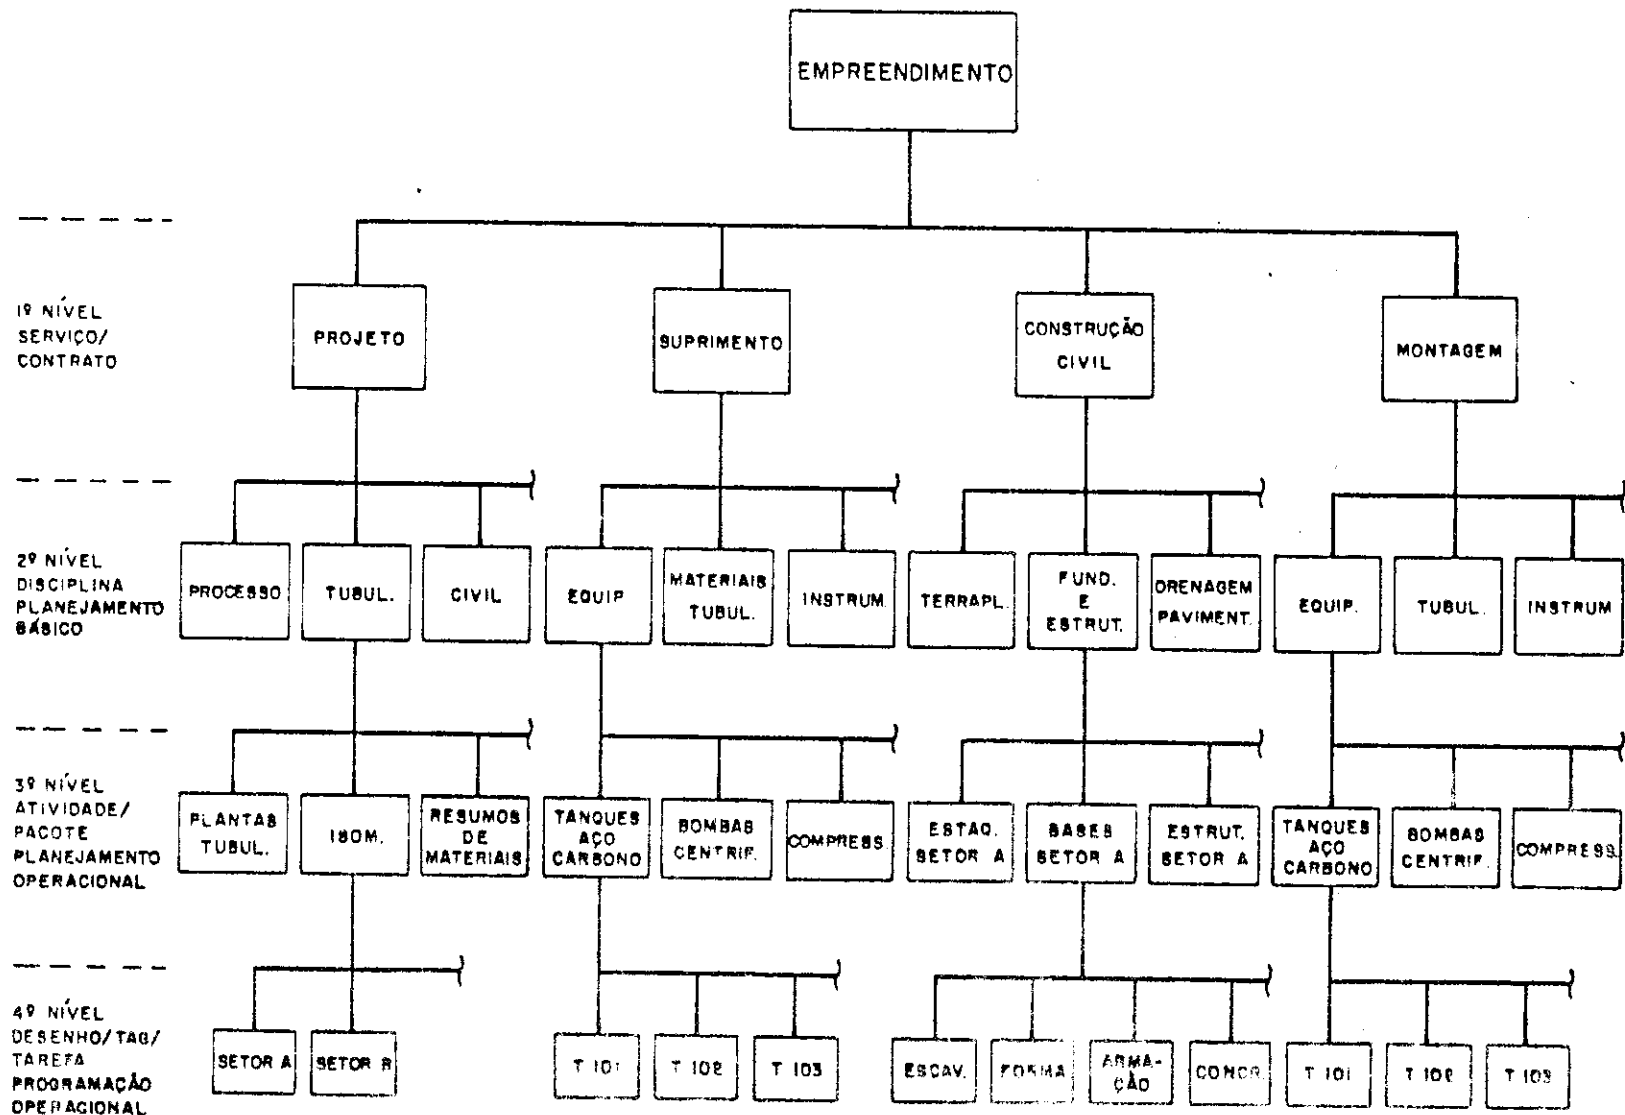 EMPREENDIMENTO
1º NÍVEL
SERVIÇO/
CONTRATO
PROJETO
SUPRIMENTO
CONSTRUÇÃO
CIVIL
MONTAGEM
2º NÍVEL
DISCIPLINA
PLANEJAMENTO
BÁSICO
PROCESSO
TUBUL.
CIVIL
EQUIP
MATERIAIS
TUBUL.
INSTRUM.
TERRAPL.
FUND.
E
ESTRUT.
DRENAGEM
PAVIMENT.
EQUIP.
TUBUL.
INSTRUM
3º NÍVEL
ATIVIDADE/
PACOTE
PLANEJAMENTO
OPERACIONAL
PLANTAS
TUBUL.
ISOM.
RESUMOS
DE
MATERIAIS
TANQUES
AÇO
CARBONO
BOMBAS
CENTRIF.
COMPRESS.
ESTAQ.
SETOR A
BASES
SETOR A
ESTRUT.
SETOR A
TANQUES
AÇO
CARBONO
BOMBAS
CENTRIF.
COMPRESS.
4º NÍVEL
DESENHO/TAG/
TAREFA
PROGRAMAÇÃO
OPERACIONAL
SETOR A
SETOR B
T 101
T 102
T 103
ESCAV.
FORMA
ARMA-
ÇÃO
CONCR.
T 101
T 102
T 103